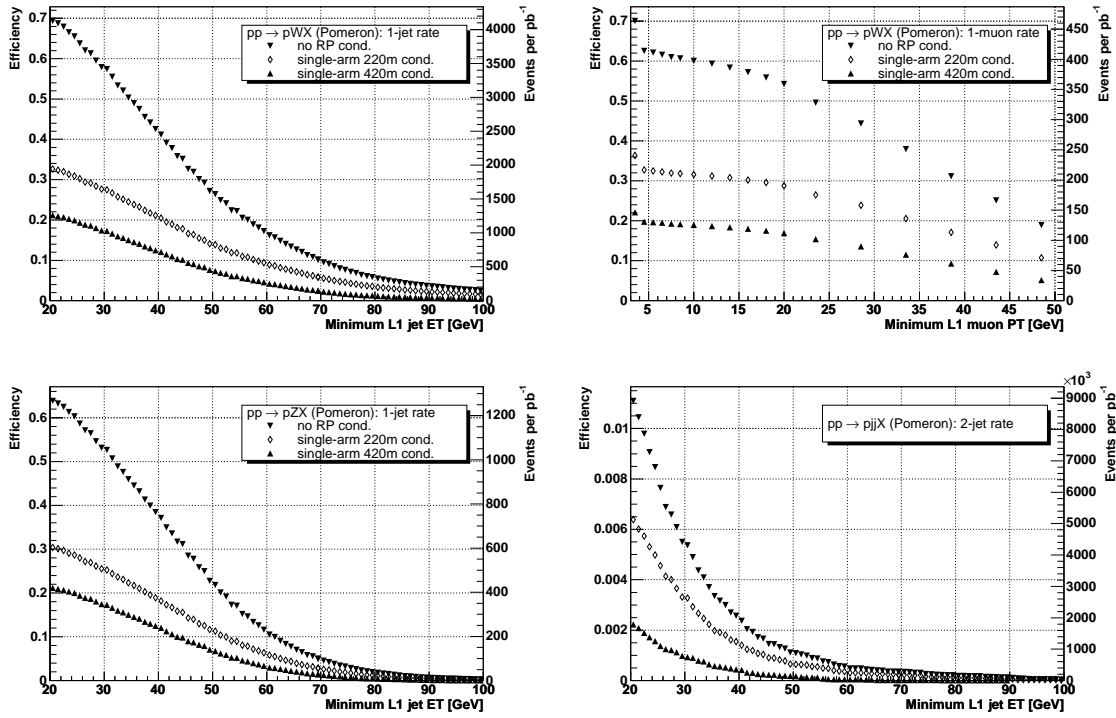 pp → pWX (Pomeron): 1-jet rate
no RP cond.
single-arm 220m cond.
single-arm 420m cond.
Efficiency
0.7
0.6
0.5
0.4
0.3
0.2
0.1
0
Events per pb-1
4000
3500
3000
2500
2000
1500
1000
500
0
20 30 40 50 60 70 80 90 100
Minimum L1 jet ET [GeV]
pp → pWX (Pomeron): 1-muon rate
no RP cond.
single-arm 220m cond.
single-arm 420m cond.
Efficiency
0.7
0.6
0.5
0.4
0.3
0.2
0.1
0
Events per pb-1
450
400
350
300
250
200
150
100
50
0
5 10 15 20 25 30 35 40 45 50
Minimum L1 muon PT [GeV]
pp → pZX (Pomeron): 1-jet rate
no RP cond.
single-arm 220m cond.
single-arm 420m cond.
Efficiency
0.6
0.5
0.4
0.3
0.2
0.1
0
Events per pb-1
1200
1000
800
600
400
200
0
20 30 40 50 60 70 80 90 100
Minimum L1 jet ET [GeV]
pp → pjjX (Pomeron): 2-jet rate
Efficiency
0.01
0.008
0.006
0.004
0.002
0
×10³
Events per pb-1
9000
8000
7000
6000
5000
4000
3000
2000
1000
0
20 30 40 50 60 70 80 90 100
Minimum L1 jet ET [GeV]